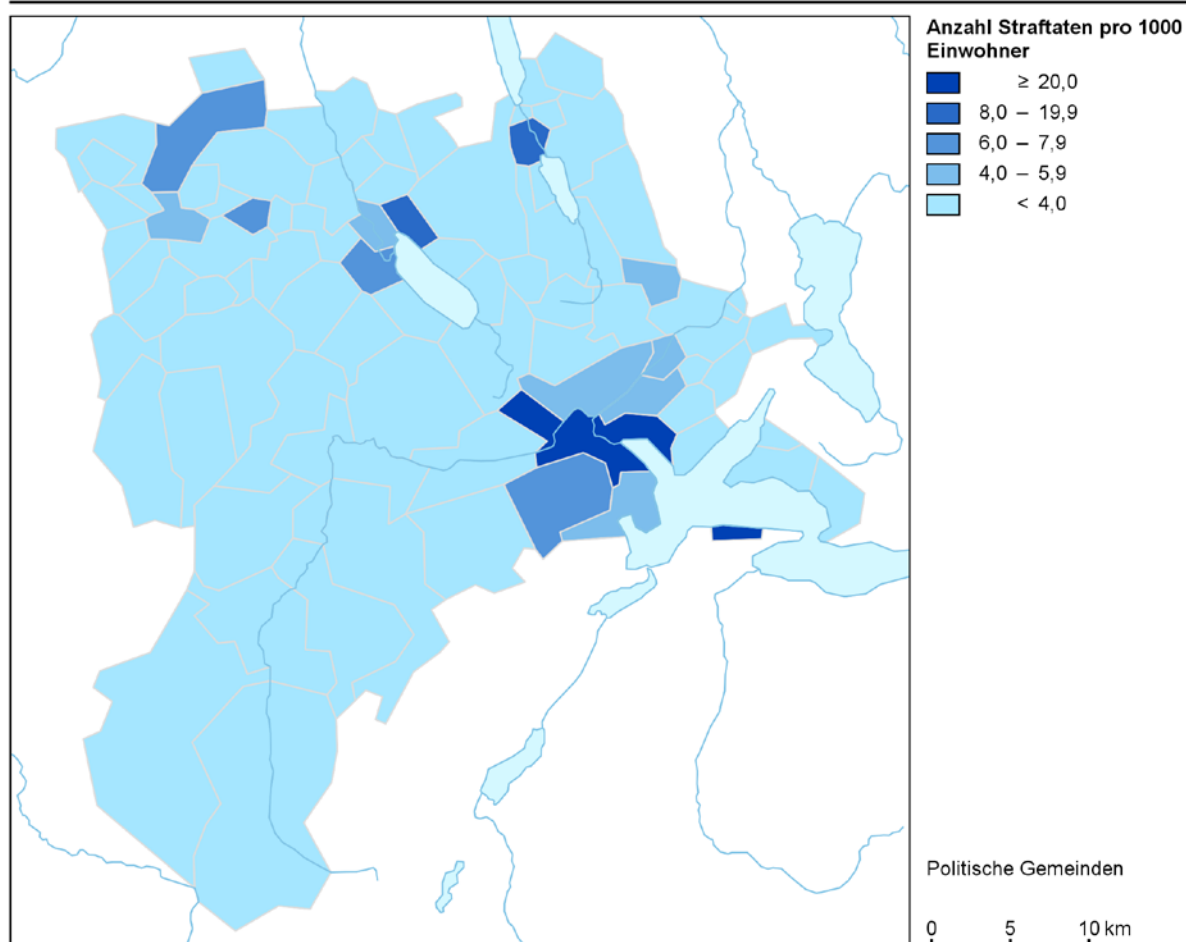 Anzahl Straftaten pro 1000
Einwohner
≥ 20,0
8,0 – 19,9
6,0 – 7,9
4,0 – 5,9
< 4,0
Politische Gemeinden
0 5 10 km